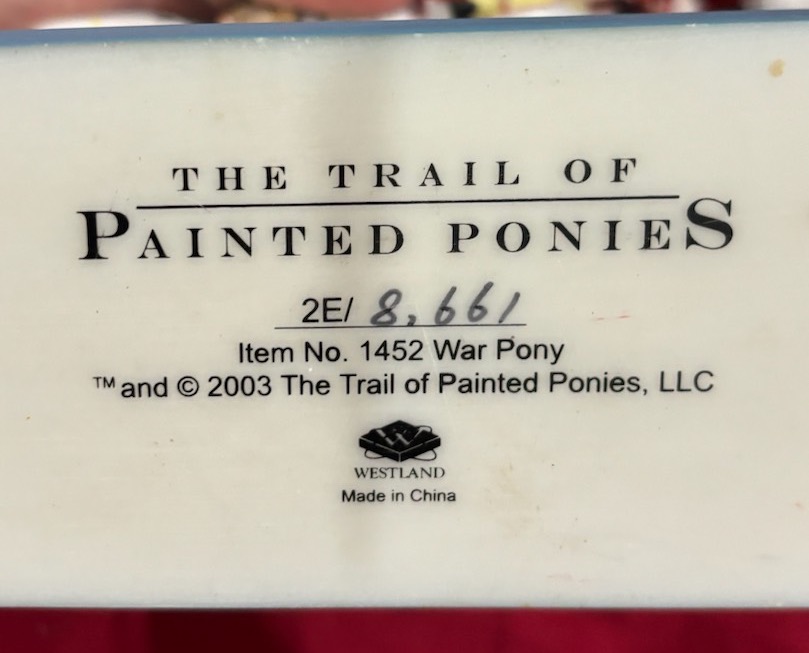 THE TRAIL OF
PAINTED PONIES
2E/ 8,661
Item No. 1452 War Pony
™ and © 2003 The Trail of Painted Ponies, LLC
W
WESTLAND
Made in China